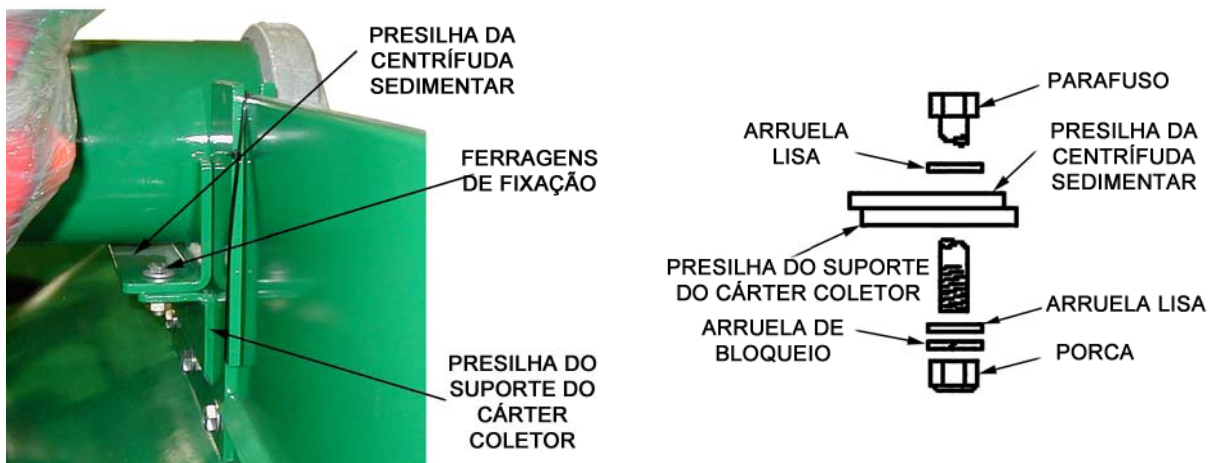 PRESILHA DA
CENTRÍFUDA
SEDIMENTAR
FERRAGENS
DE FIXAÇÃO
PRESILHA DO
SUPORTE DO
CÁRTER
COLETOR
PARAFUSO
ARRUELA
LISA
PRESILHA DA
CENTRÍFUDA
SEDIMENTAR
PRESILHA DO SUPORTE
DO CÁRTER COLETOR
ARRUELA LISA
ARRUELA DE
BLOQUEIO
PORCA